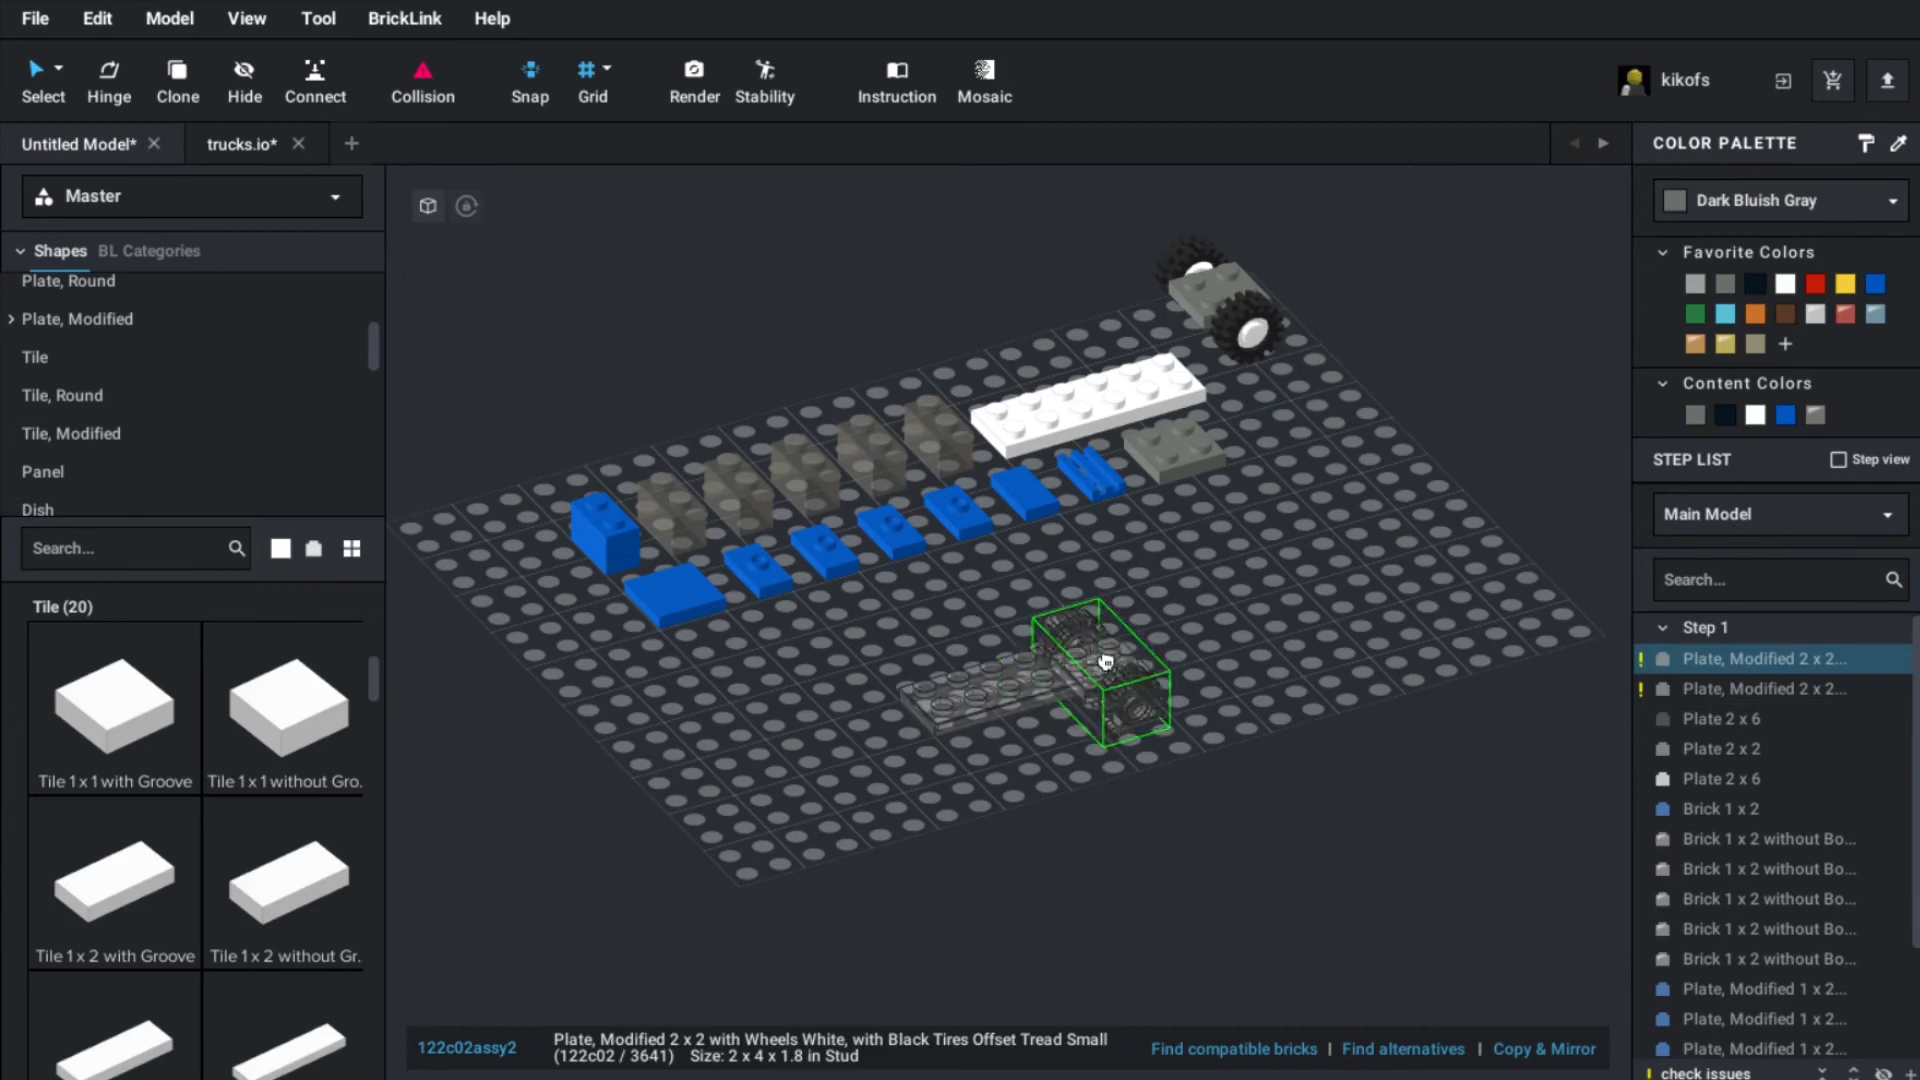 File Edit Model View Tool BrickLink Help
Select Hinge Clone Hide Connect Collision Snap Grid Render Stability Instruction Mosaic kikofs
Untitled Model* trucks.io*
COLOR PALETTE
Master
Dark Bluish Gray
Shapes BL Categories
Favorite Colors
Plate, Round
Plate, Modified
Tile
Tile, Round
Tile, Modified
Panel
Dish
Content Colors
STEP LIST Step view
Main Model
Search...
Search...
Tile (20)
Tile 1 x 1 with Groove Tile 1 x 1 without Gro.
Tile 1 x 2 with Groove Tile 1 x 2 without Gr.
Step 1
Plate, Modified 2 x 2...
Plate, Modified 2 x 2...
Plate 2 x 6
Plate 2 x 2
Plate 2 x 6
Brick 1 x 2
Brick 1 x 2 without Bo...
Brick 1 x 2 without Bo...
Brick 1 x 2 without Bo...
Brick 1 x 2 without Bo...
Brick 1 x 2 without Bo...
Plate, Modified 1 x 2...
Plate, Modified 1 x 2...
Plate, Modified 1 x 2...
check issues
122c02assy2
Plate, Modified 2 x 2 with Wheels White, with Black Tires Offset Tread Small
(122c02 / 3641) Size: 2 x 4 x 1.8 in Stud
Find compatible bricks | Find alternatives | Copy & Mirror